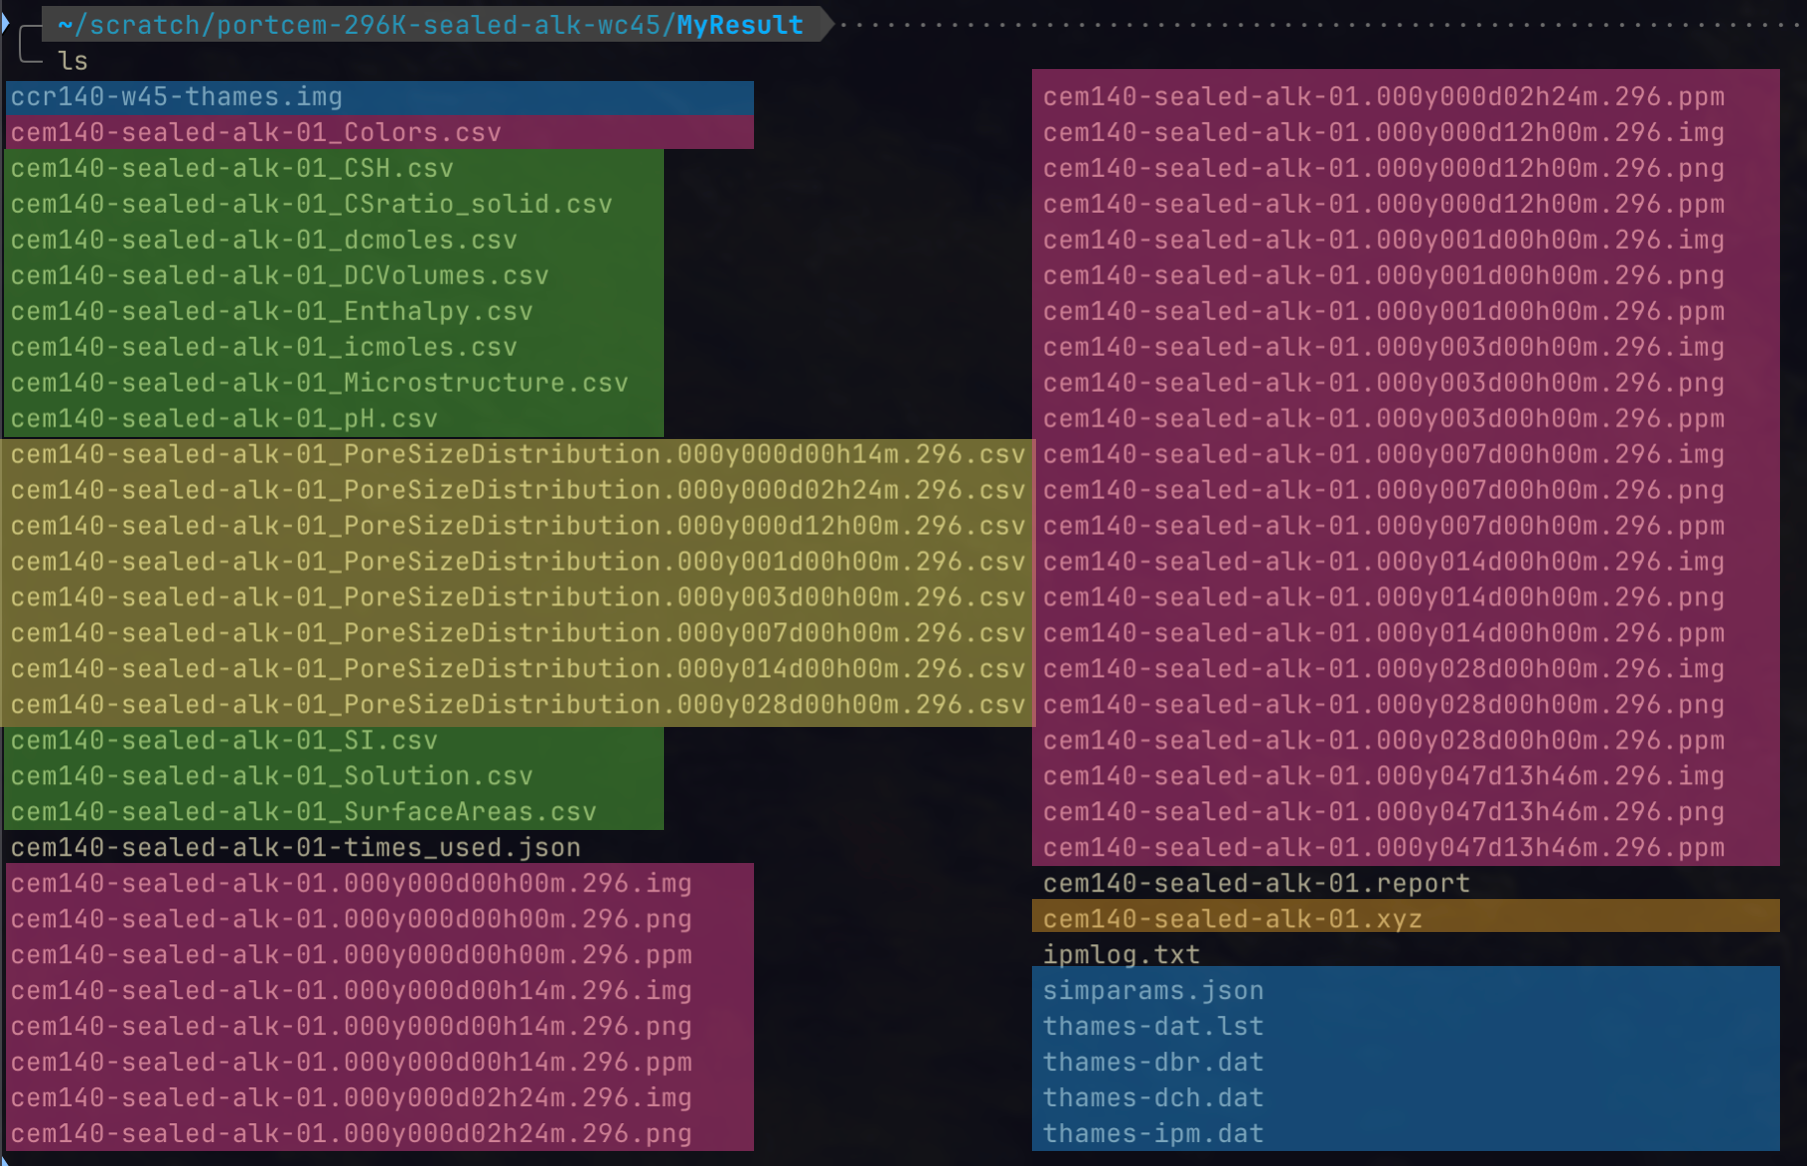 ~/scratch/portcem-296K-sealed-alk-wc45/MyResult
ls
ccr140-w45-thames.img
cem140-sealed-alk-01_Colors.csv
cem140-sealed-alk-01_CSH.csv
cem140-sealed-alk-01_CSratio_solid.csv
cem140-sealed-alk-01_dcmoles.csv
cem140-sealed-alk-01_DCVolumes.csv
cem140-sealed-alk-01_Enthalpy.csv
cem140-sealed-alk-01_icmoles.csv
cem140-sealed-alk-01_Microstructure.csv
cem140-sealed-alk-01_pH.csv
cem140-sealed-alk-01_PoreSizeDistribution.000y000d00h14m.296.csv
cem140-sealed-alk-01_PoreSizeDistribution.000y000d02h24m.296.csv
cem140-sealed-alk-01_PoreSizeDistribution.000y000d12h00m.296.csv
cem140-sealed-alk-01_PoreSizeDistribution.000y001d00h00m.296.csv
cem140-sealed-alk-01_PoreSizeDistribution.000y003d00h00m.296.csv
cem140-sealed-alk-01_PoreSizeDistribution.000y007d00h00m.296.csv
cem140-sealed-alk-01_PoreSizeDistribution.000y014d00h00m.296.csv
cem140-sealed-alk-01_PoreSizeDistribution.000y028d00h00m.296.csv
cem140-sealed-alk-01_SI.csv
cem140-sealed-alk-01_Solution.csv
cem140-sealed-alk-01_SurfaceAreas.csv
cem140-sealed-alk-01-times_used.json
cem140-sealed-alk-01.000y000d00h00m.296.img
cem140-sealed-alk-01.000y000d00h00m.296.png
cem140-sealed-alk-01.000y000d00h00m.296.ppm
cem140-sealed-alk-01.000y000d00h14m.296.img
cem140-sealed-alk-01.000y000d00h14m.296.png
cem140-sealed-alk-01.000y000d00h14m.296.ppm
cem140-sealed-alk-01.000y000d02h24m.296.img
cem140-sealed-alk-01.000y000d02h24m.296.png
cem140-sealed-alk-01.000y000d02h24m.296.ppm
cem140-sealed-alk-01.000y000d12h00m.296.img
cem140-sealed-alk-01.000y000d12h00m.296.png
cem140-sealed-alk-01.000y000d12h00m.296.ppm
cem140-sealed-alk-01.000y001d00h00m.296.img
cem140-sealed-alk-01.000y001d00h00m.296.png
cem140-sealed-alk-01.000y001d00h00m.296.ppm
cem140-sealed-alk-01.000y003d00h00m.296.img
cem140-sealed-alk-01.000y003d00h00m.296.png
cem140-sealed-alk-01.000y003d00h00m.296.ppm
cem140-sealed-alk-01.000y007d00h00m.296.img
cem140-sealed-alk-01.000y007d00h00m.296.png
cem140-sealed-alk-01.000y007d00h00m.296.ppm
cem140-sealed-alk-01.000y014d00h00m.296.img
cem140-sealed-alk-01.000y014d00h00m.296.png
cem140-sealed-alk-01.000y014d00h00m.296.ppm
cem140-sealed-alk-01.000y028d00h00m.296.img
cem140-sealed-alk-01.000y028d00h00m.296.png
cem140-sealed-alk-01.000y028d00h00m.296.ppm
cem140-sealed-alk-01.000y047d13h46m.296.img
cem140-sealed-alk-01.000y047d13h46m.296.png
cem140-sealed-alk-01.000y047d13h46m.296.ppm
cem140-sealed-alk-01.report
cem140-sealed-alk-01.xyz
ipmlog.txt
simparams.json
thames-dat.lst
thames-dbr.dat
thames-dch.dat
thames-ipm.dat